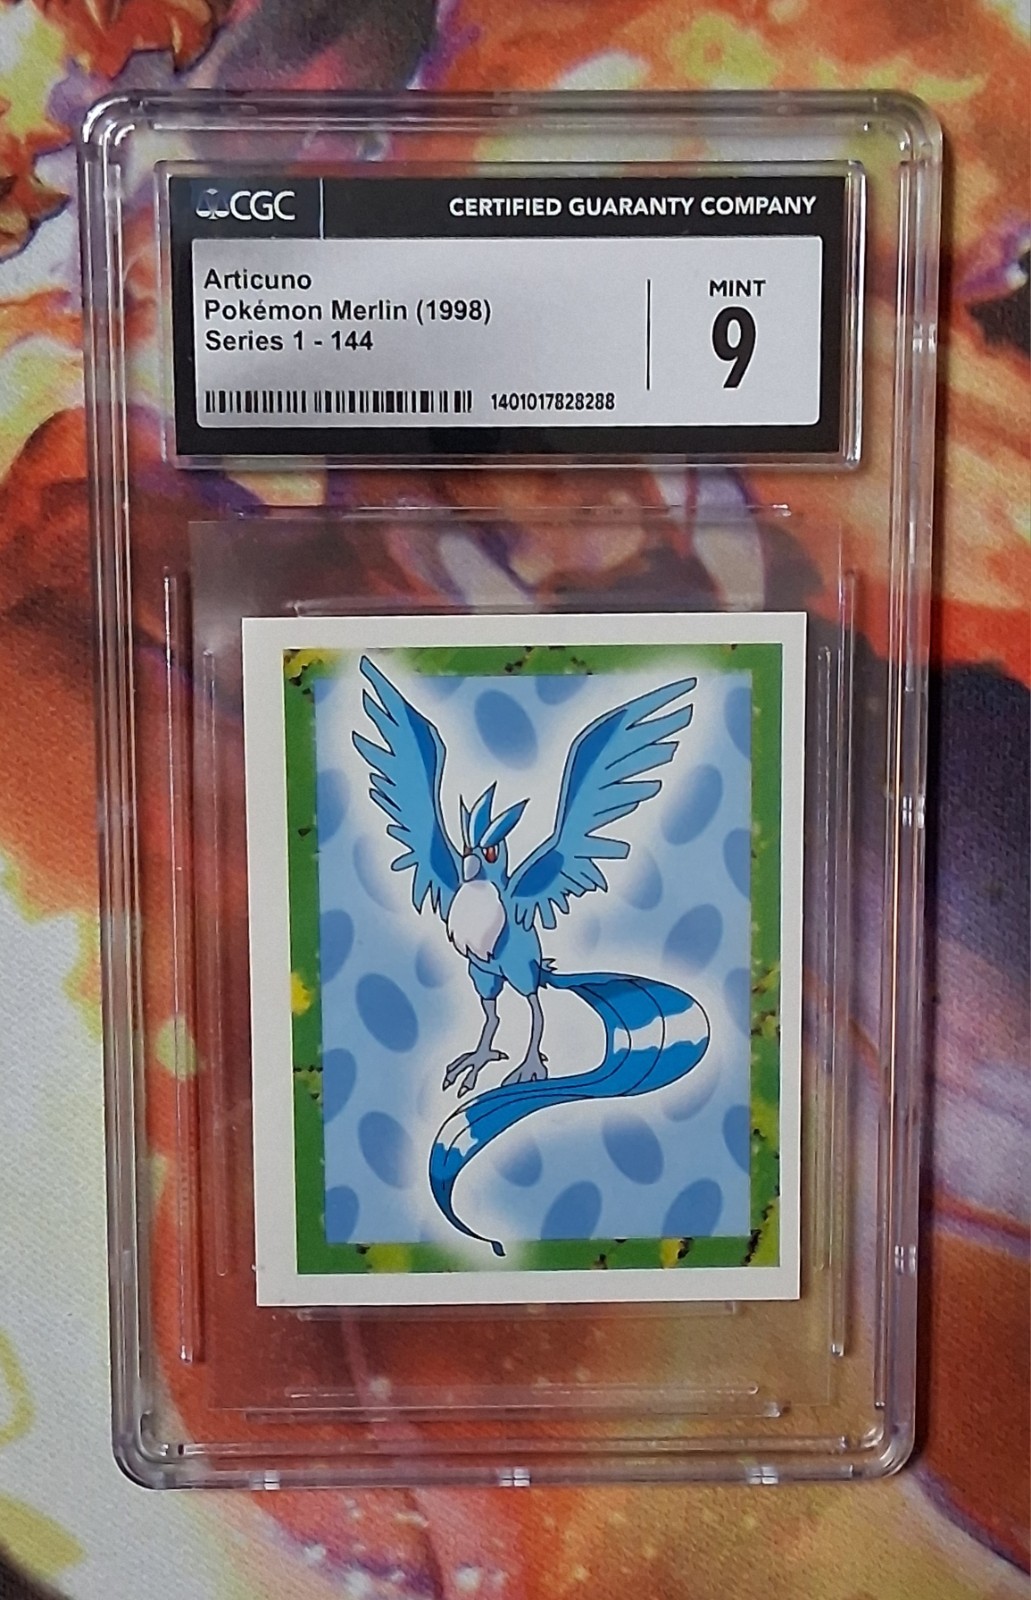 CGC
CERTIFIED GUARANTY COMPANY
Articuno
Pokémon Merlin (1998)
Series 1 - 144
MINT
9
1401017828288